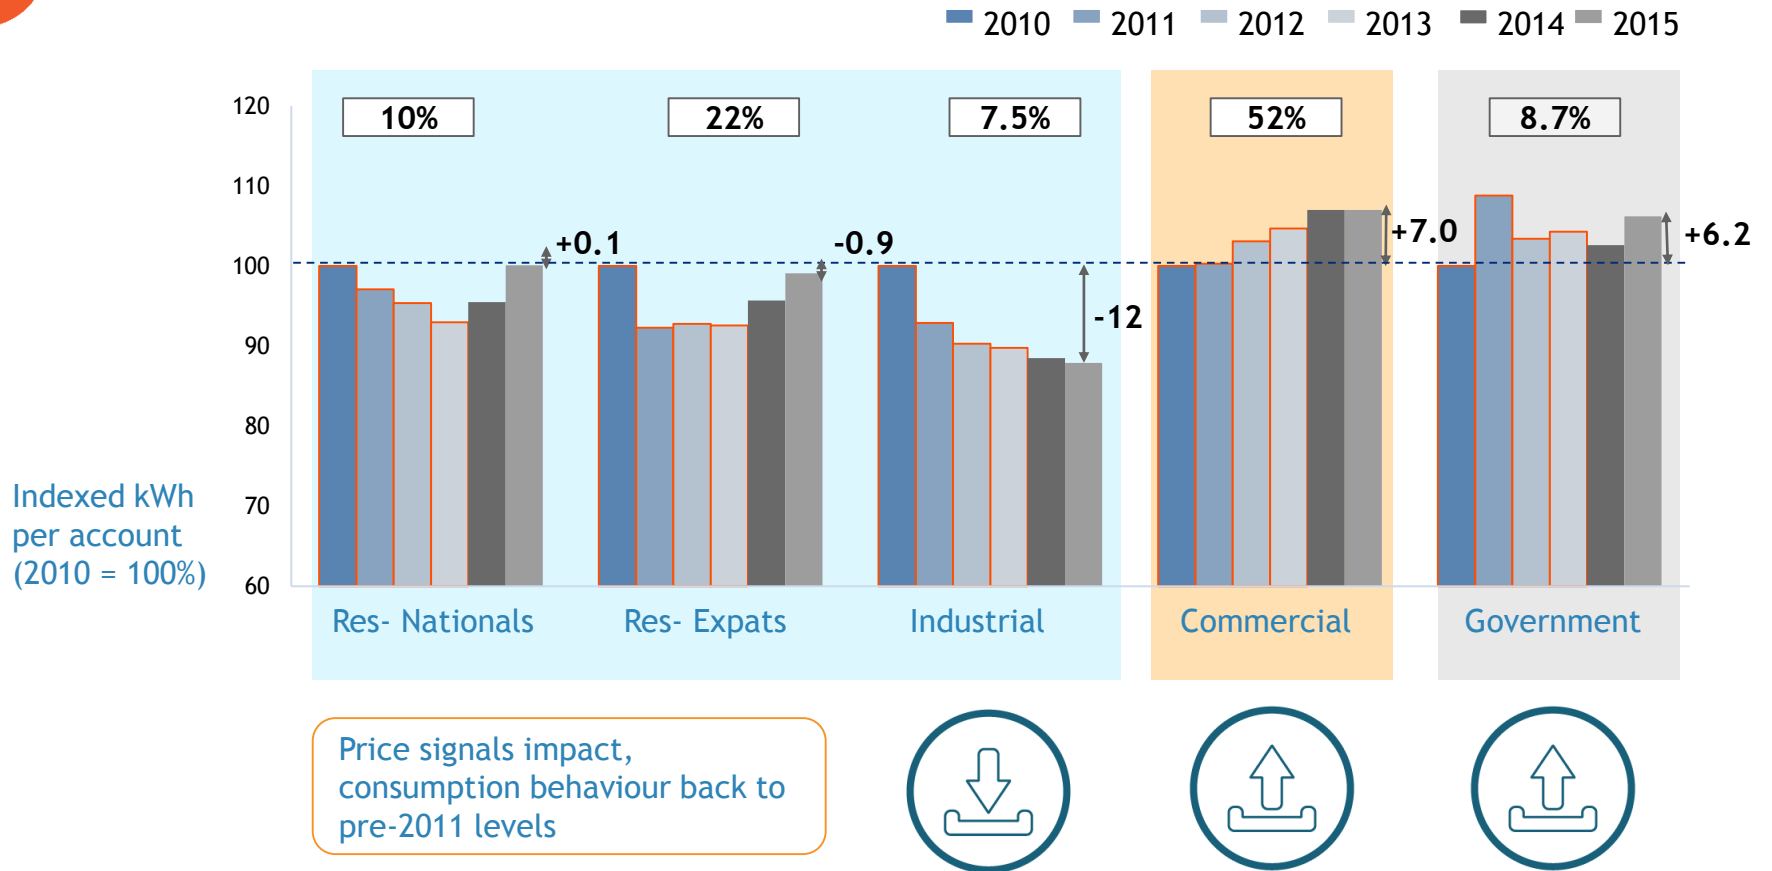 2010 2011 2012 2013 2014 2015
120
110
100
90
80
70
60
10% 22% 7.5% 52% 8.7%
+0.1 -0.9 -12 +7.0 +6.2
Indexed kWh
per account
(2010 = 100%)
Res- Nationals Res- Expats Industrial Commercial Government
Price signals impact,
consumption behaviour back to
pre-2011 levels